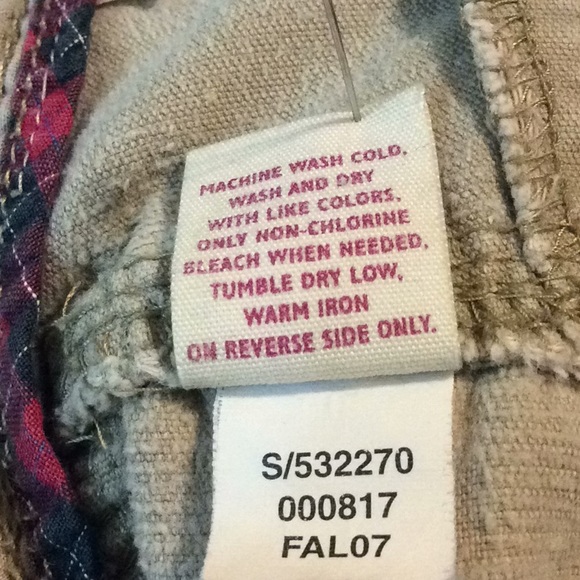 MACHINE WASH COLD.
WASH AND DRY
WITH LIKE COLORS,
ONLY NON-CHLORINE
BLEACH WHEN NEEDED,
TUMBLE DRY LOW,
WARM IRON
ON REVERSE SIDE ONLY.
S/532270
000817
FAL07